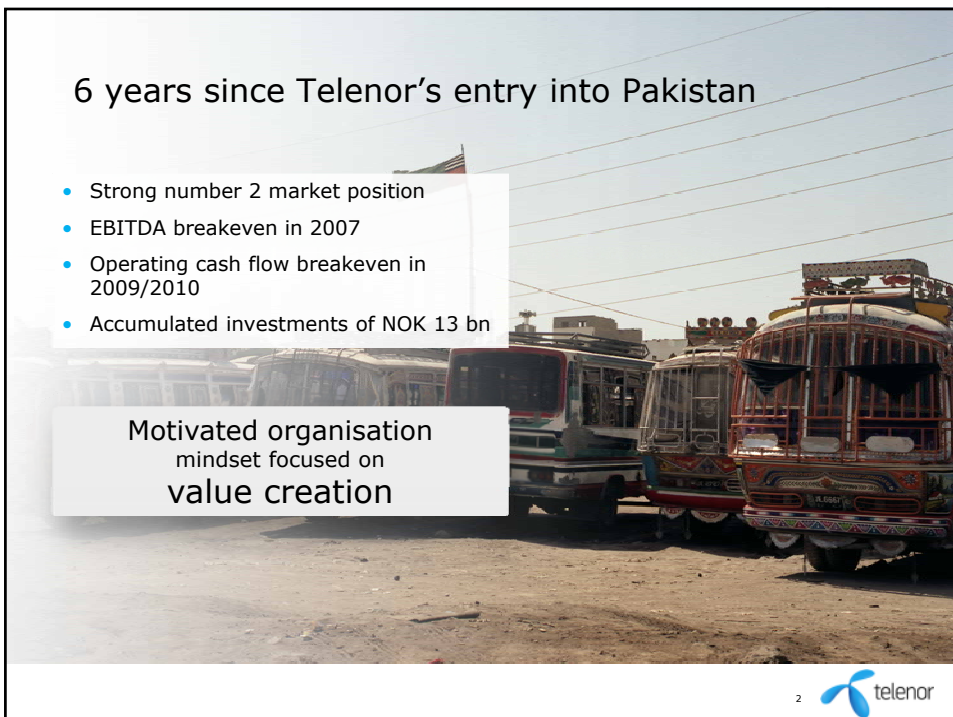 6 years since Telenor's entry into Pakistan
• Strong number 2 market position
• EBITDA breakeven in 2007
• Operating cash flow breakeven in
2009/2010
• Accumulated investments of NOK 13 bn
Motivated organisation
mindset focused on
value creation
2
telenor